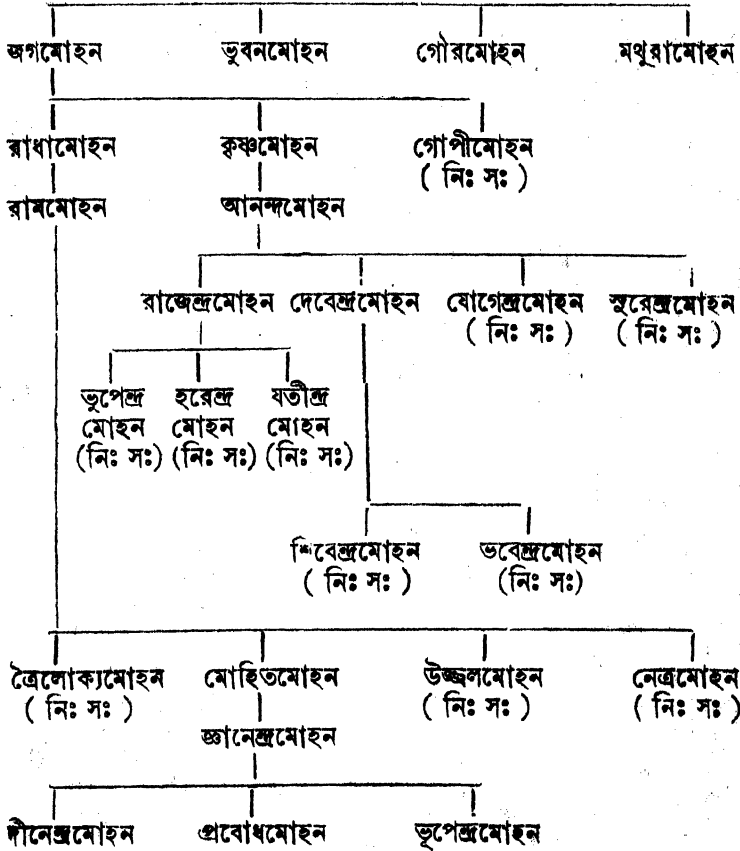 জগমোহন ভুবনমোহন গৌরমোহন মথুরামোহন
রাধামোহন কৃষ্ণমোহন গোপীমোহন
( নিঃ সঃ )
রামমোহন আনন্দমোহন
রাজেন্দ্রমোহন দেবেন্দ্রমোহন যোগেন্দ্রমোহন সুরেন্দ্রমোহন
( নিঃ সঃ ) ( নিঃ সঃ )
ভুপেন্দ্র হরেন্দ্র যতীন্দ্র
মোহন মোহন মোহন
(নিঃ সঃ) (নিঃ সঃ) (নিঃ সঃ)
শিবেন্দ্রমোহন ভবেন্দ্রমোহন
( নিঃ সঃ ) (নিঃ সঃ)
ত্রৈলোক্যমোহন মোহিতমোহন উজ্জ্বলমোহন নেত্রমোহন
( নিঃ সঃ ) ( নিঃ সঃ ) ( নিঃ সঃ )
জ্ঞানেন্দ্রমোহন
দীনেন্দ্রমোহন প্রবোধমোহন ভূপেন্দ্রমোহন